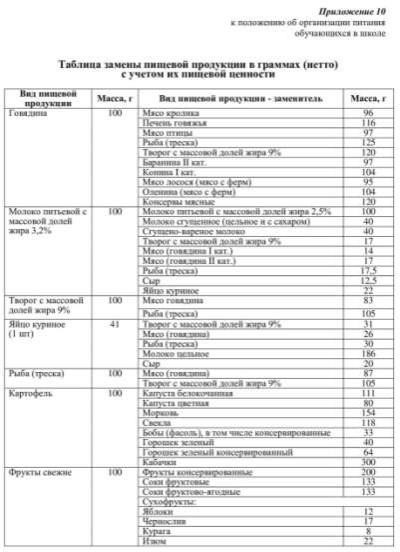 Приложение 10
к положению об организации питания
обучающихся в школе
Таблица замены пищевой продукции в граммах (нетто)
с учетом их пищевой ценности
Вид пищевой продукции Масса, г Вид пищевой продукции - заменитель Масса, г
Говядина 100 Мясо кролика 96
Печень говяжья 116
Мясо птицы 97
Рыба (треска) 125
Творог с массовой долей жира 9% 120
Баранина II кат. 97
Конина I кат. 104
Мясо лосося (мясо с ферм) 95
Оленина (мясо с ферм) 104
Консервы мясные 120
Молоко питьевой с массовой долей жира 3,2% 100 Молоко питьевой с массовой долей жира 2,5% 100
Молоко сгущенное (цельное и с сахаром) 40
Сгущено-вареное молоко 40
Творог с массовой долей жира 9% 17
Мясо (говядина I кат.) 14
Мясо (говядина II кат.) 17
Рыба (треска) 17,5
Сыр 12,5
Яйцо куриное 22
Творог с массовой долей жира 9% 100 Мясо говядина 83
Рыба (треска) 105
Яйцо куриное (1 шт) 41 Творог с массовой долей жира 9% 31
Мясо (говядина) 26
Рыба (треска) 30
Молоко цельное 186
Сыр 20
Рыба (треска) 100 Мясо (говядина) 87
Творог с массовой долей жира 9% 105
Картофель 100 Капуста белокочанная 111
Капуста цветная 80
Морковь 154
Свекла 118
Бобы (фасоль), в том числе консервированные 33
Горошек зеленый 40
Горошек зеленый консервированный 64
Кабачки 300
Фрукты свежие 100 Фрукты консервированные 200
Соки фруктовые 133
Соки фруктово-ягодные 133
Сухофрукты:
Яблоки 12
Чернослив 17
Курага 8
Изюм 22